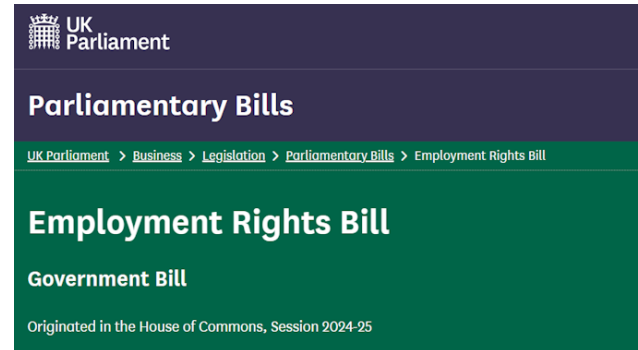 UK
Parliament
Parliamentary Bills
UK Parliament > Business > Legislation > Parliamentary Bills > Employment Rights Bill
Employment Rights Bill
Government Bill
Originated in the House of Commons, Session 2024-25